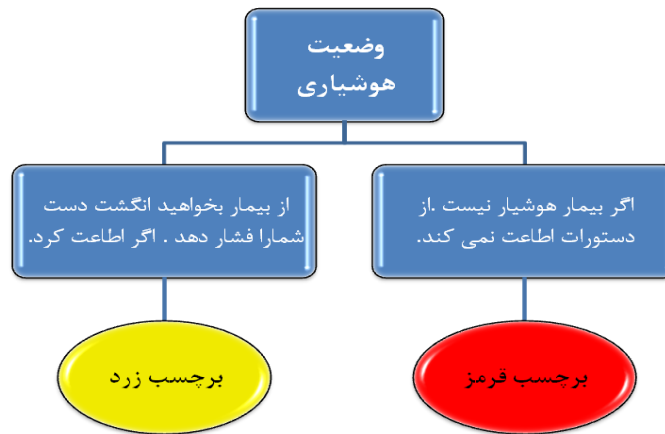 وضعیت
هوشیاری
اگر بیمار هوشیار نیست .از
دستورات اطاعت نمی کند.
از بیمار بخواهید انگشت دست
شمارا فشار دهد . اگر اطاعت کرد.
برچسب قرمز
برچسب زرد